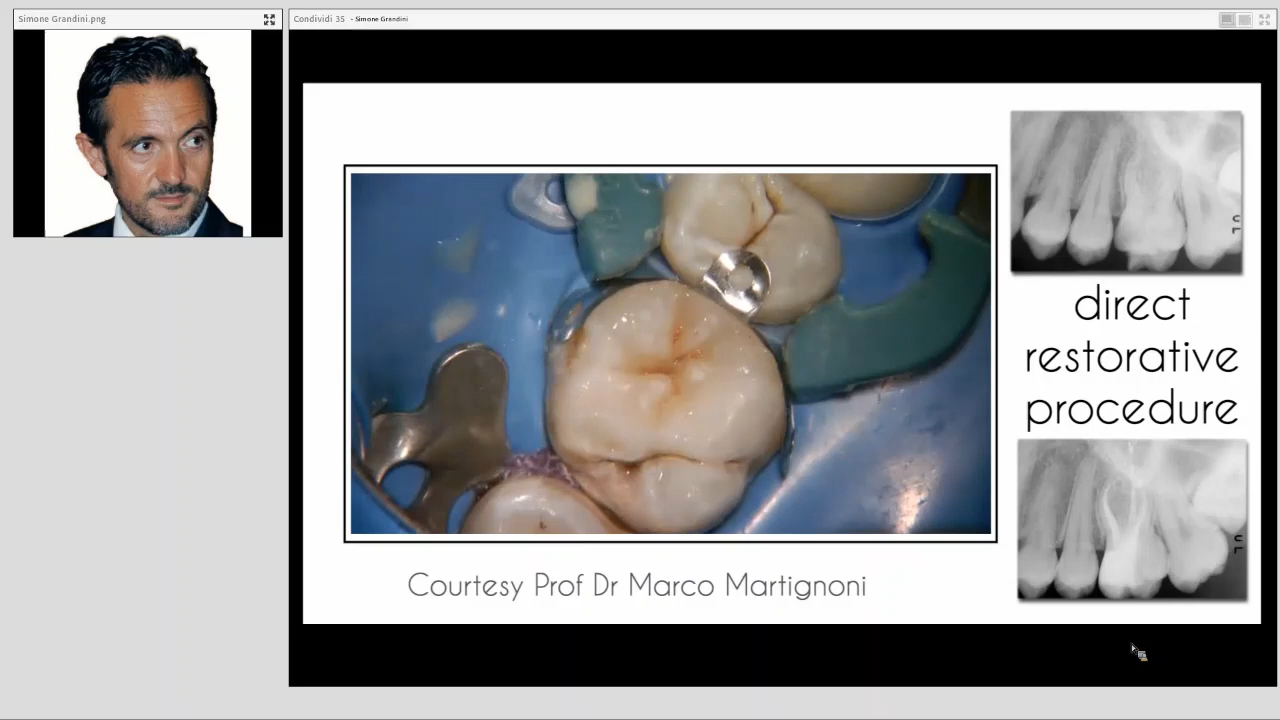 Simone Grandini.png
Condividi 35 - Simone Grandini
direct
restorative
procedure
Courtesy Prof Dr Marco Martignoni